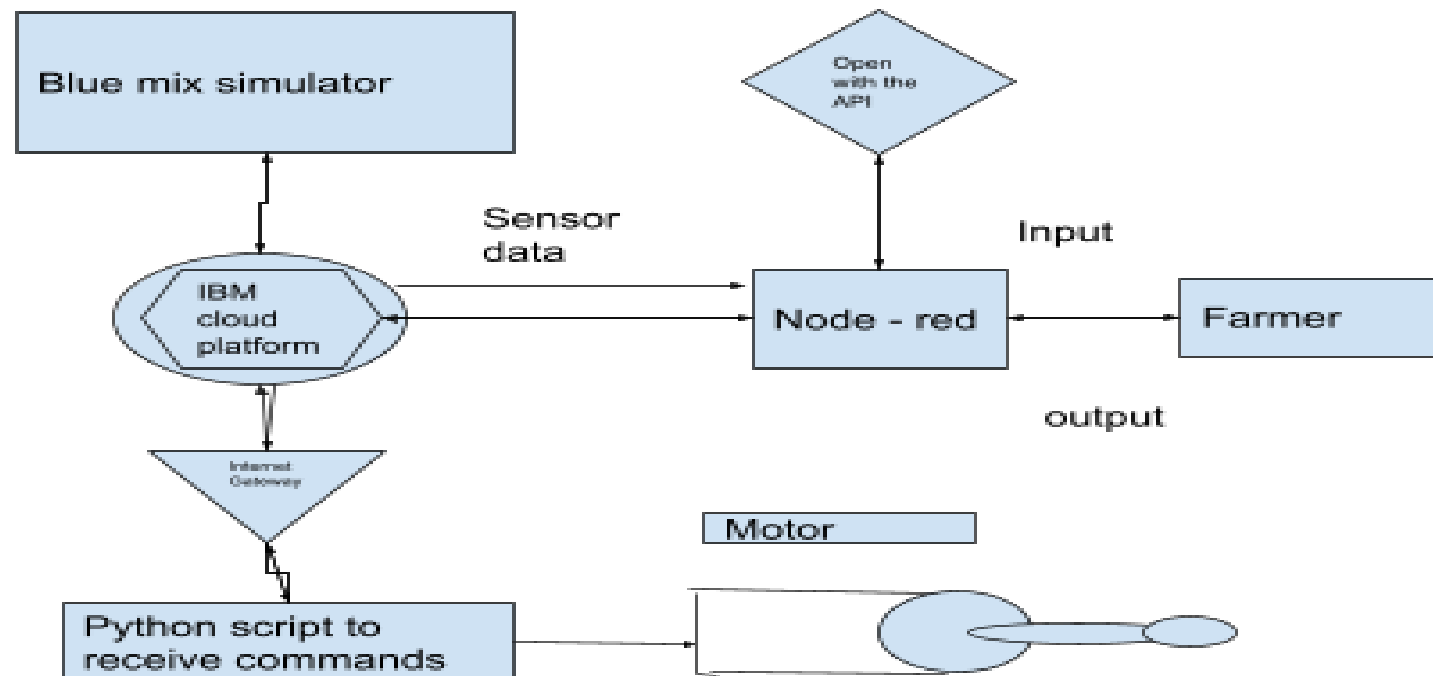 Blue mix simulator
Open
with the
API
Sensor
data
Input
IBM
cloud
platform
Node - red
Farmer
output
Internet
Gateway
Motor
Python script to
receive commands